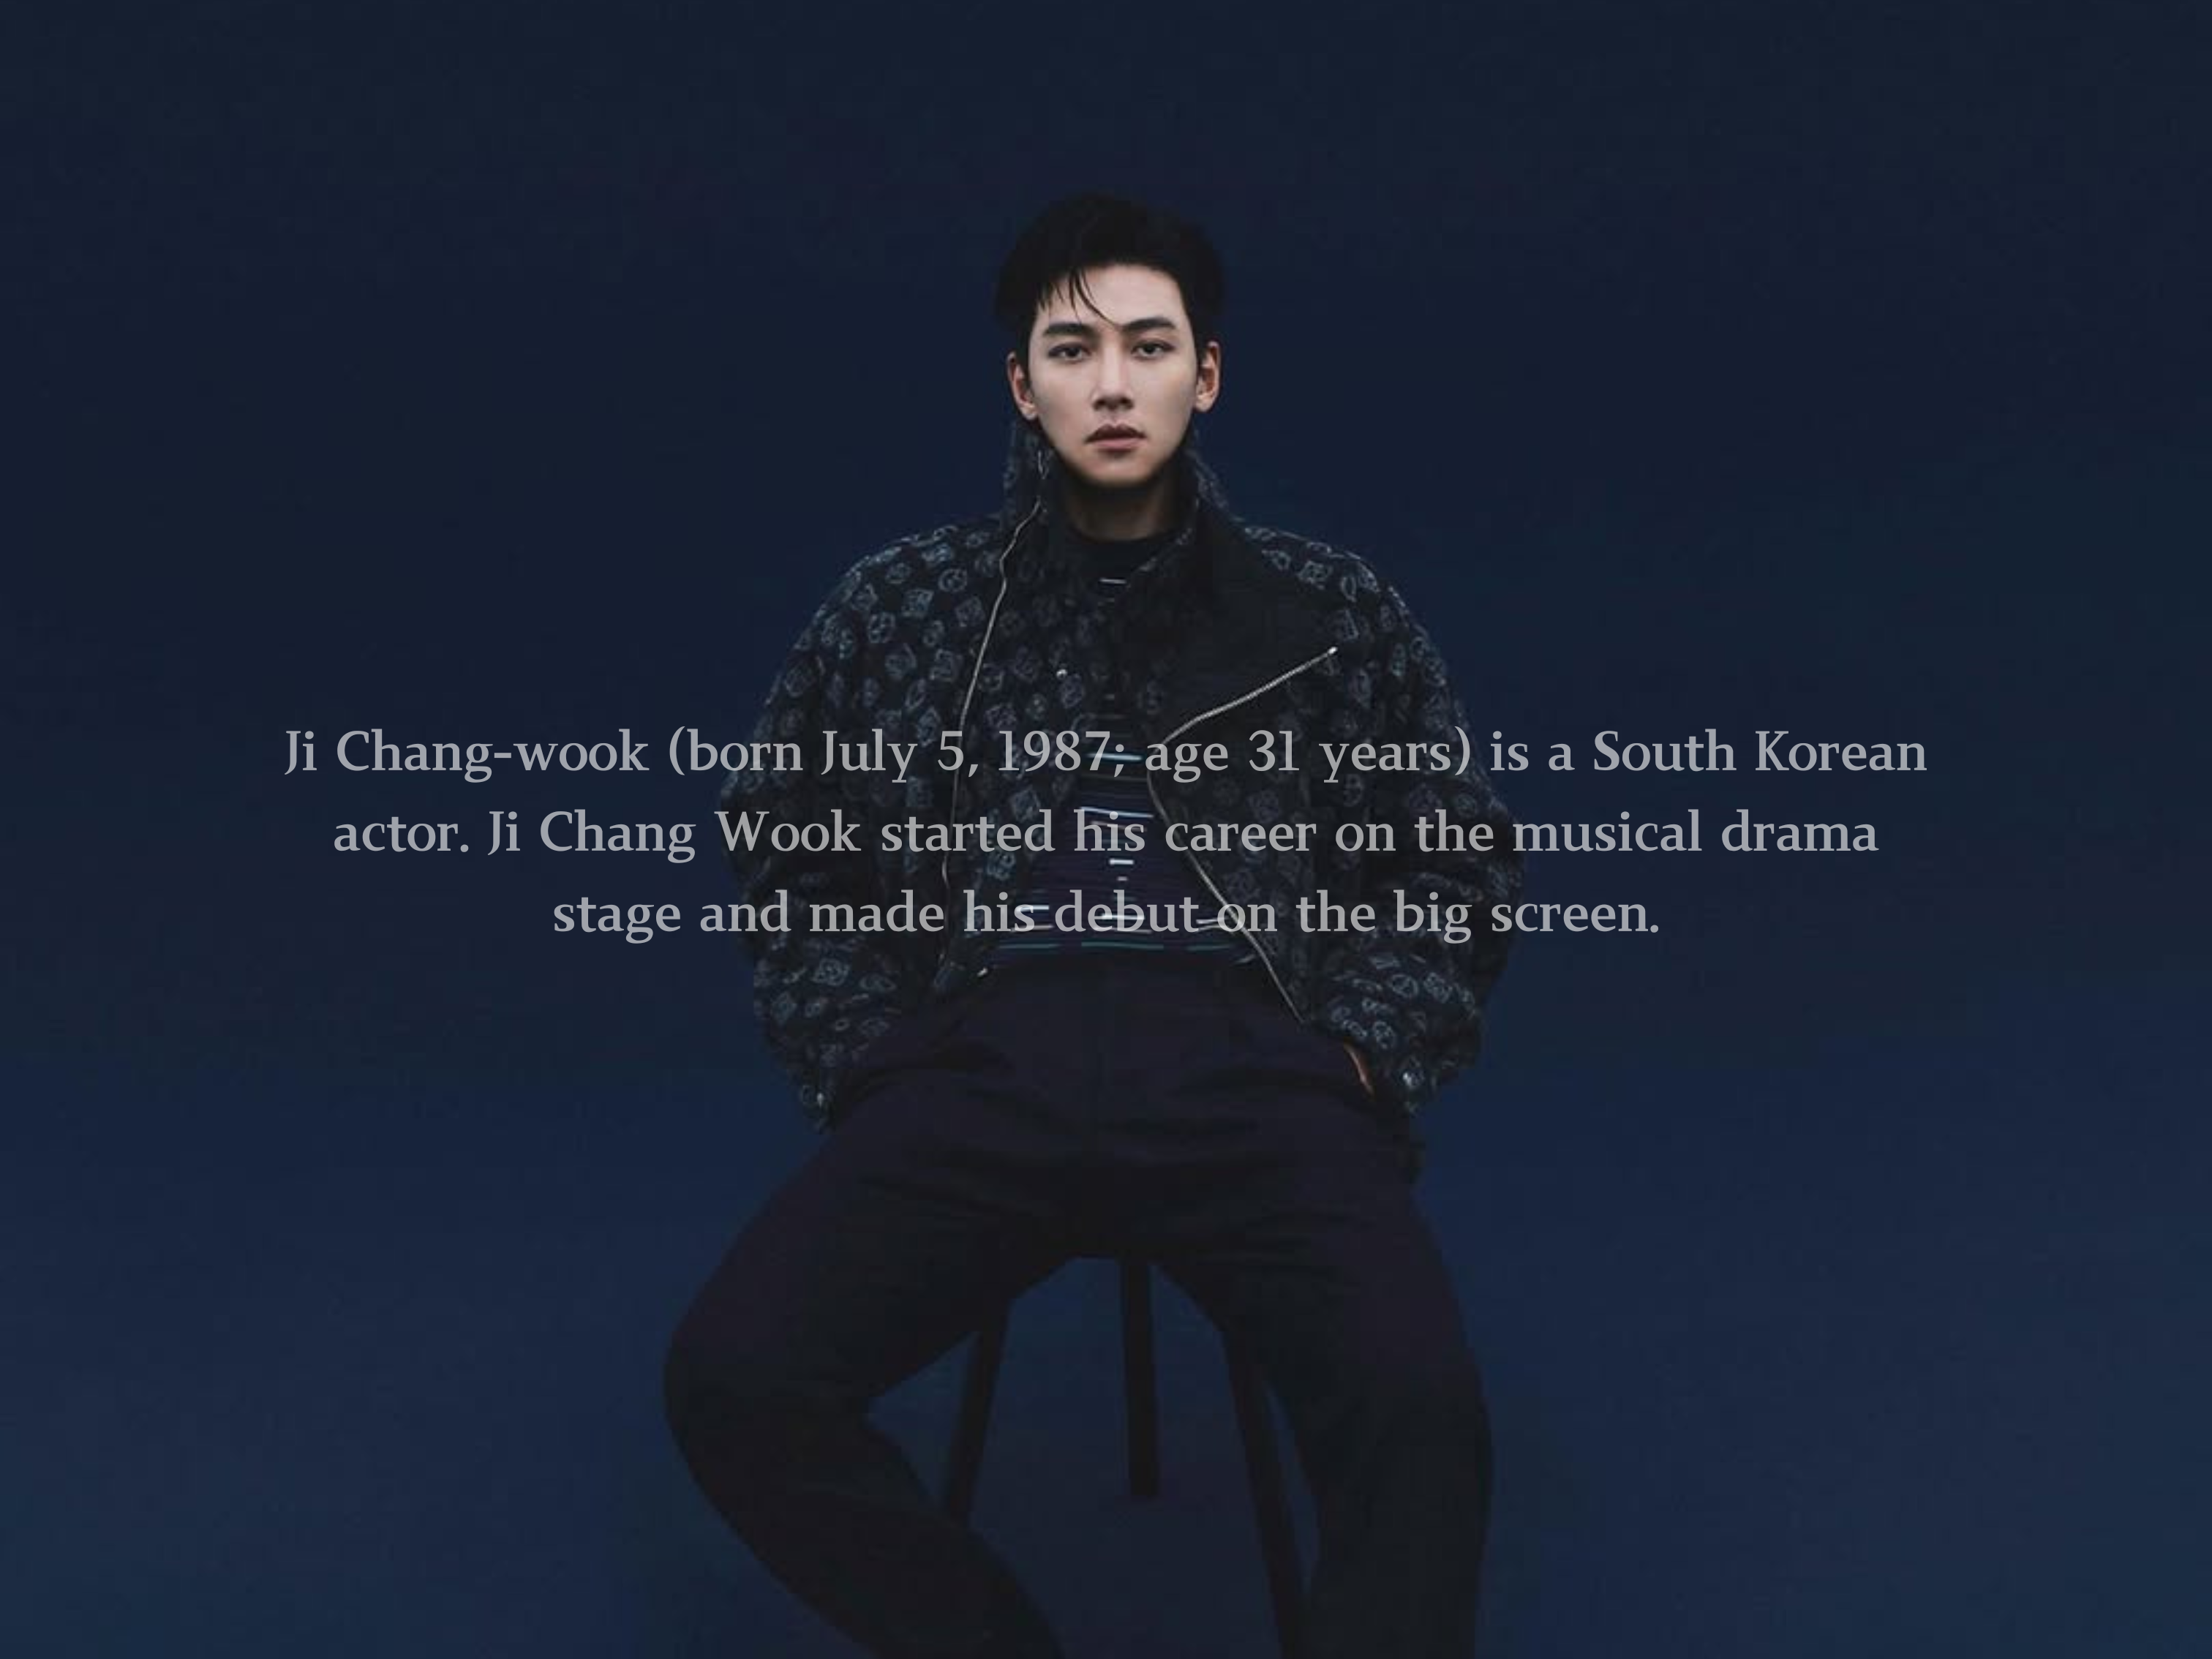 Ji Chang-wook (born July 5, 1987; age 31 years) is a South Korean
actor. Ji Chang Wook started his career on the musical drama
stage and made his debut on the big screen.